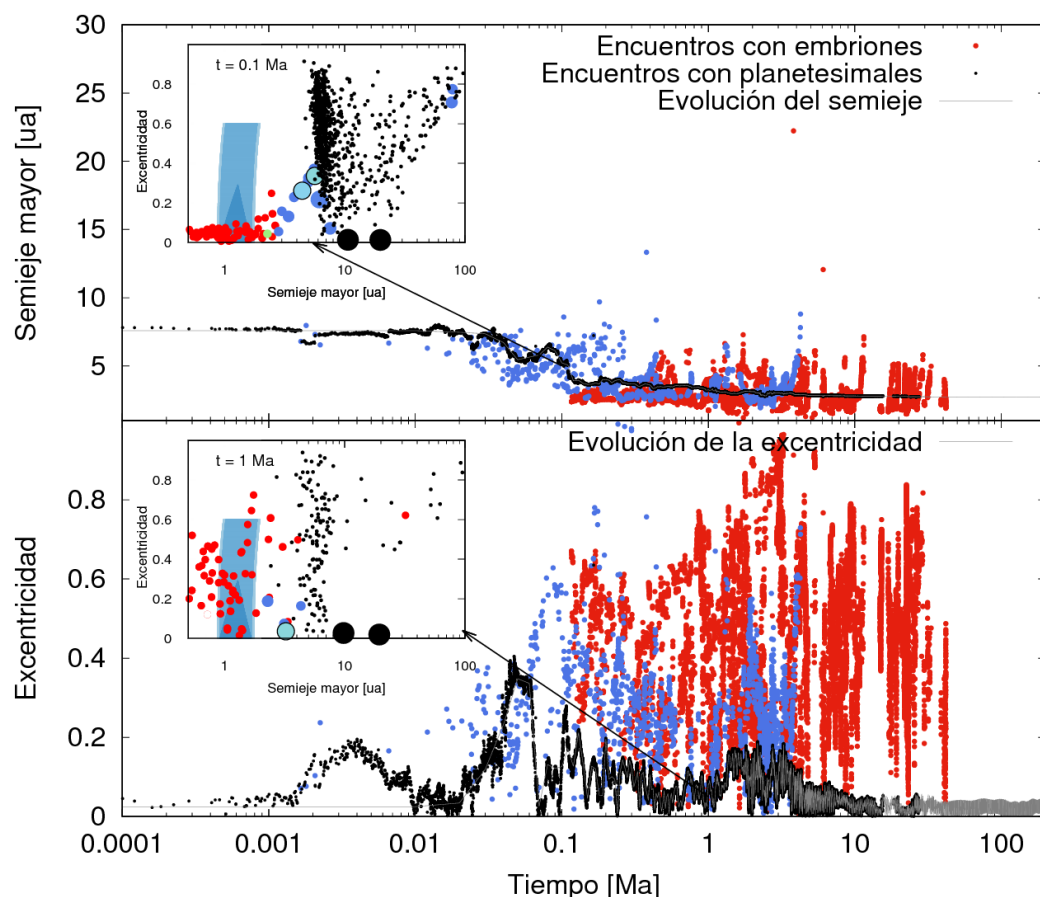 30
25
20
15
10
5
Semieje mayor [ua]
Encuentros con embriones
Encuentros con planetesimales
Evolución del semieje
t = 0.1 Ma
0.8
0.6
0.4
0.2
0
Excentricidad
1
10
100
Semieje mayor [ua]
Evolución de la excentricidad
0.8
0.6
0.4
0.2
0
Excentricidad
t = 1 Ma
0.8
0.6
0.4
0.2
0
Excentricidad
1
10
100
Semieje mayor [ua]
0.0001
0.001
0.01
0.1
1
10
100
Tiempo [Ma]